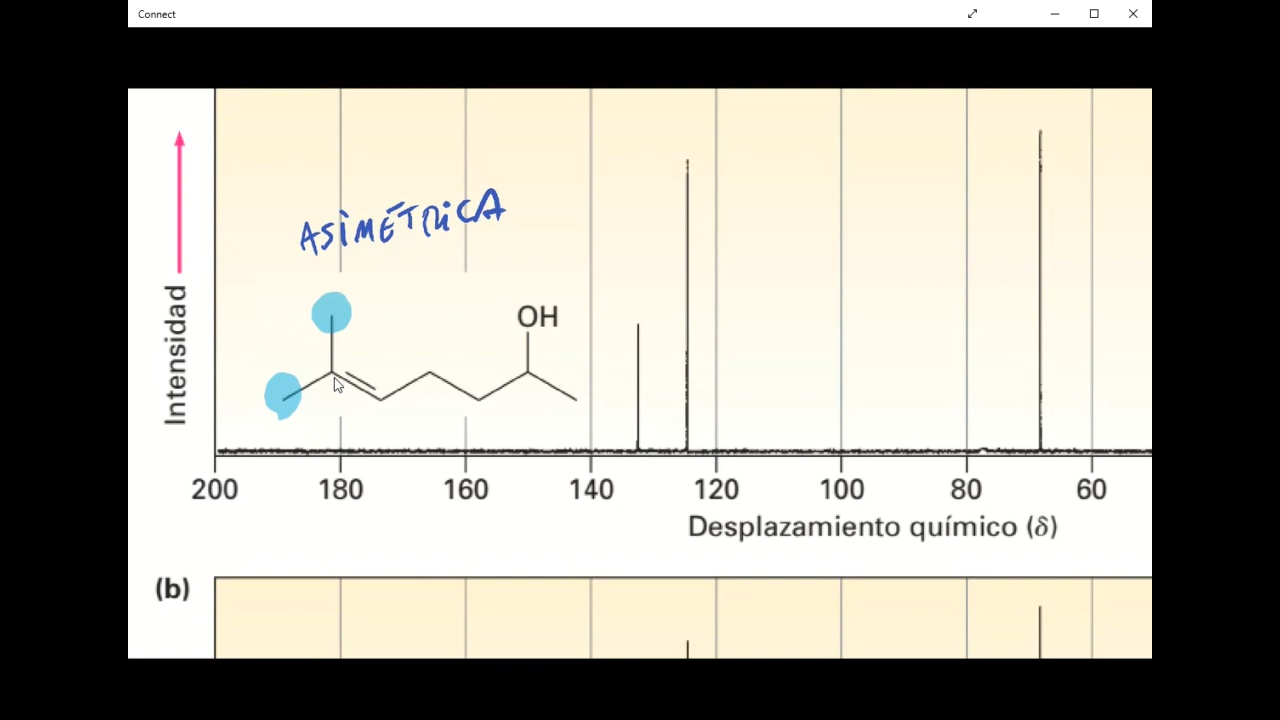 Connect
ASIMÉTRICA
OH
Intensidad
200 180 160 140 120 100 80 60
Desplazamiento químico (δ)
(b)